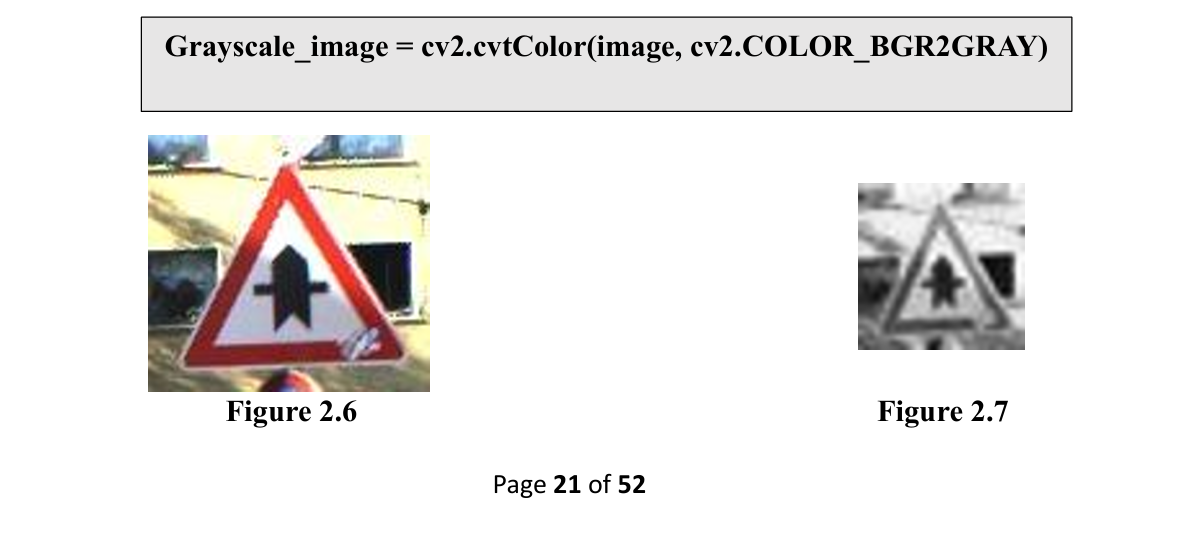 Grayscale_image = cv2.cvtColor(image, cv2.COLOR_BGR2GRAY)
Figure 2.6
Figure 2.7
Page 21 of 52